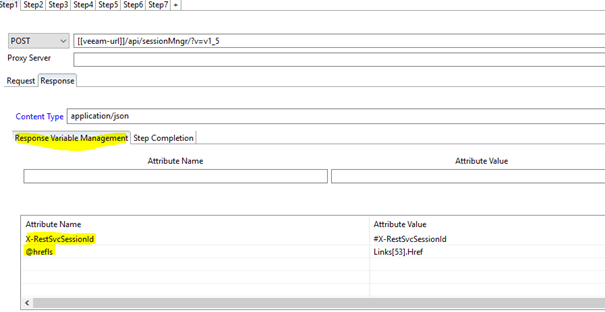 Step1 Step2 Step3 Step4 Step5 Step6 Step7 +
POST [[veeam-url]]/api/sessionMngr/?v=v1_5
Proxy Server
Request Response
Content Type application/json
Response Variable Management Step Completion
Attribute Name Attribute Value
Attribute Name Attribute Value
X-RestSvcSessionId #X-RestSvcSessionId
@hrefls Links[53].Href